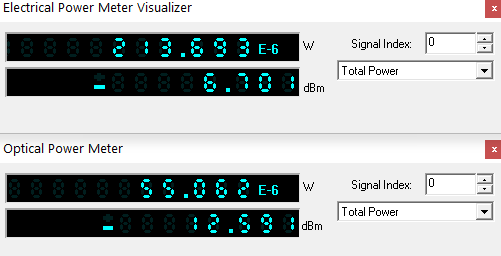 Electrical Power Meter Visualizer x
213.693 E-6 W Signal Index: 0
- 6.701 dBm Total Power
Optical Power Meter x
55.062 E-6 W Signal Index: 0
- 12.591 dBm Total Power